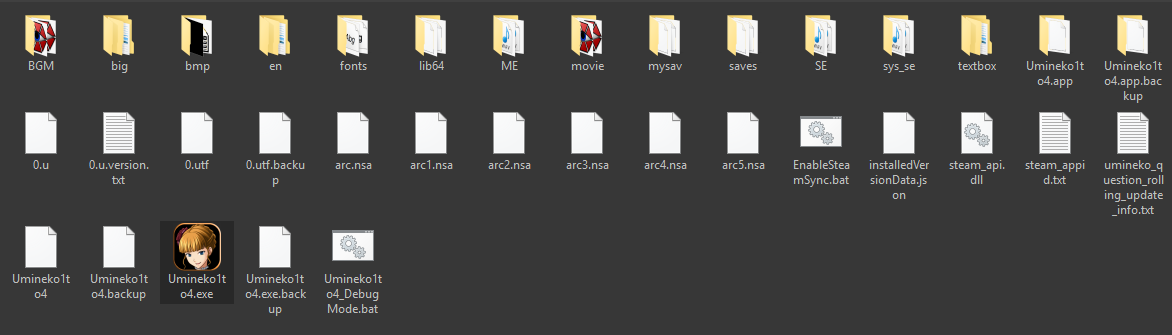 BGM
big
bmp
en
fonts
lib64
ME
movie
mysav
saves
SE
sys_se
textbox
Umineko1to4.app
Umineko1to4.app.backup
0.u
0.u.version.txt
0.utf
0.utf.backup
arc.nsa
arc1.nsa
arc2.nsa
arc3.nsa
arc4.nsa
arc5.nsa
EnableSteamSync.bat
installedVersionData.json
steam_api.dll
steam_appid.txt
umineko_question_rolling_update_info.txt
Umineko1to4
Umineko1to4.backup
Umineko1to4.exe
Umineko1to4.exe.backup
Umineko1to4_DebugMode.bat